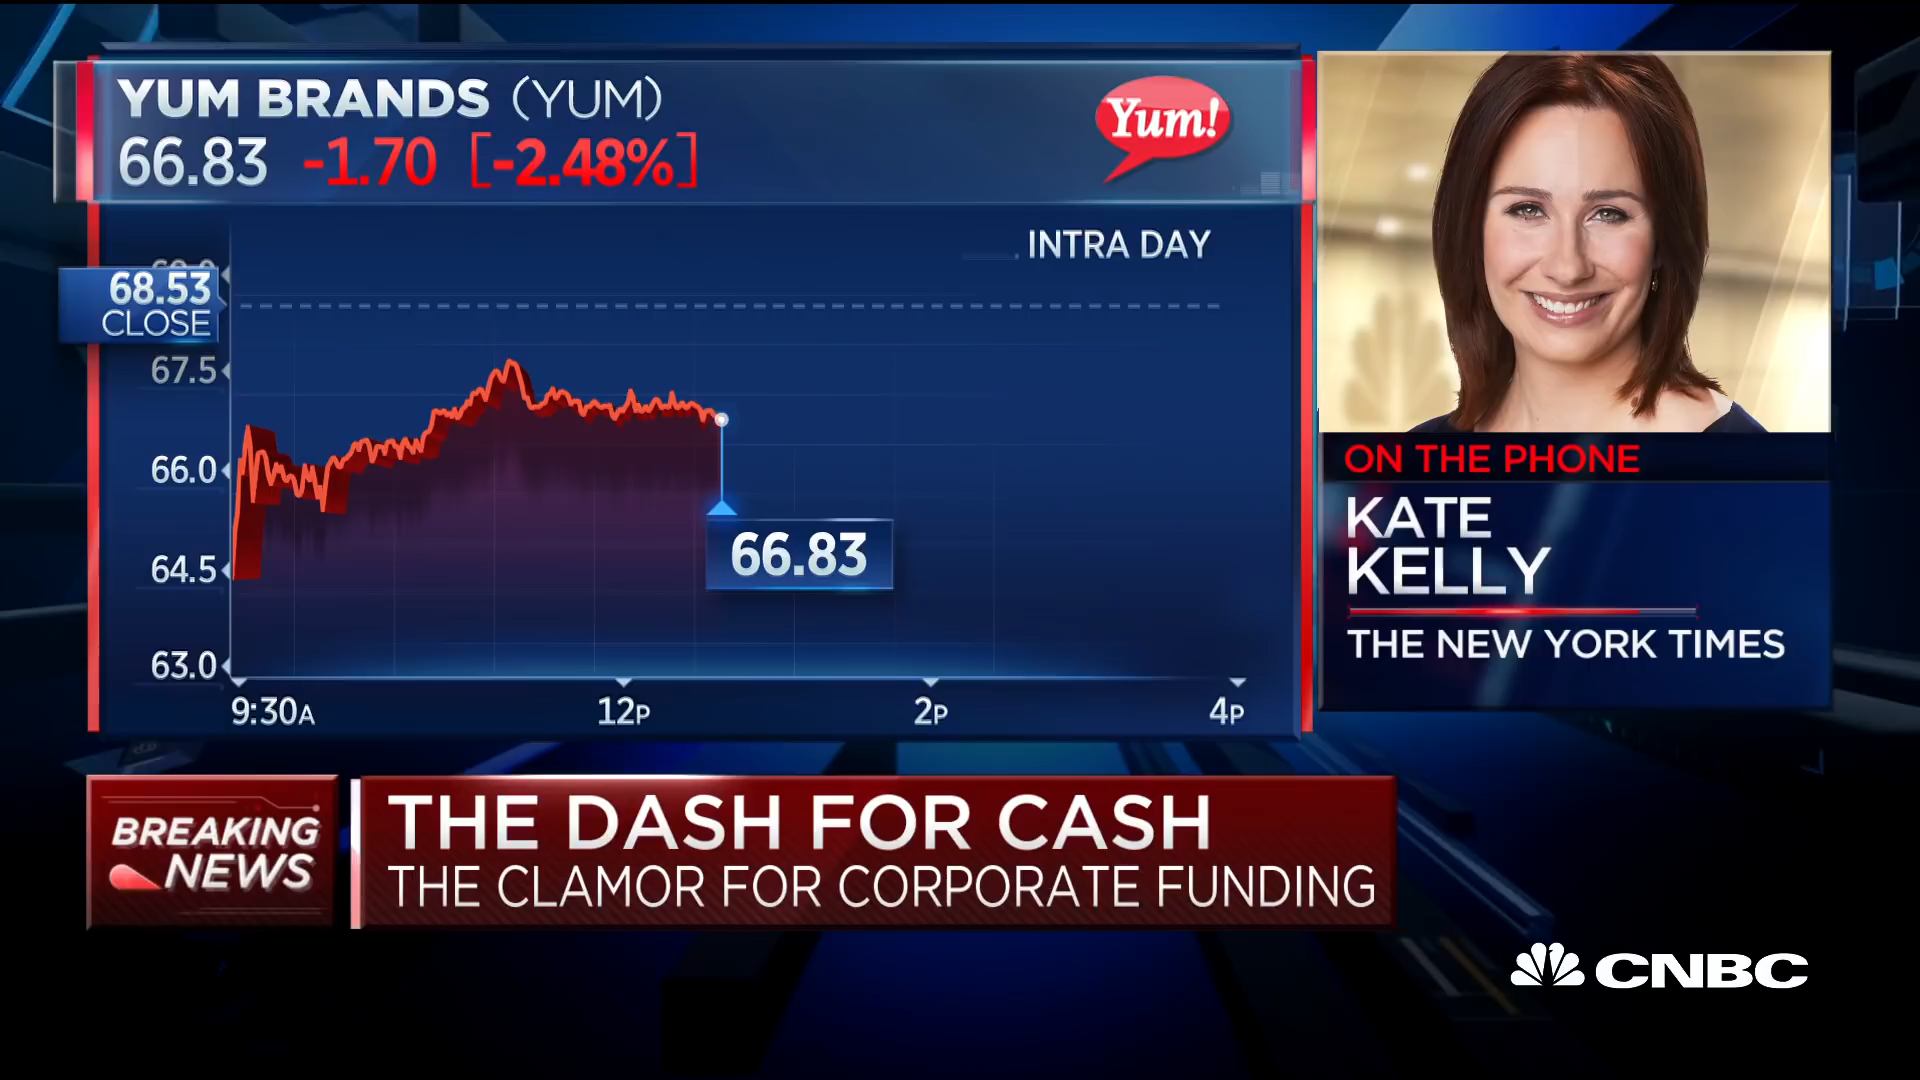 YUM BRANDS (YUM)
66.83 -1.70 [-2.48%]
Yum!
INTRA DAY
68.53
CLOSE
67.5
66.0
64.5
63.0
66.83
9:30A 12P 2P 4P
ON THE PHONE
KATE
KELLY
THE NEW YORK TIMES
BREAKING
NEWS
THE DASH FOR CASH
THE CLAMOR FOR CORPORATE FUNDING
CNBC